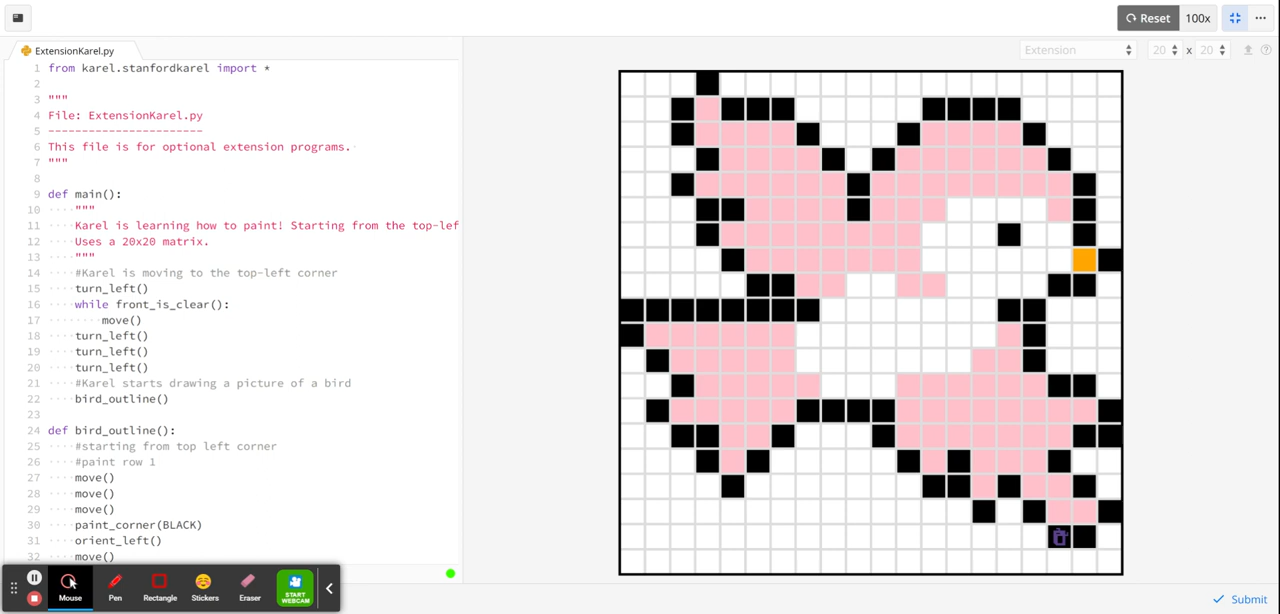 Reset 100x
Extension 20 x 20
ExtensionKarel.py
1 from karel.stanfordkarel import *
2
3 """
4 File: ExtensionKarel.py
5 -----------------------
6 This file is for optional extension programs.
7 """
8
9 def main():
10 """
11 Karel is learning how to paint! Starting from the top-lef
12 Uses a 20x20 matrix.
13 """
14 #Karel is moving to the top-left corner
15 turn_left()
16 while front_is_clear():
17 move()
18 turn_left()
19 turn_left()
20 turn_left()
21 #Karel starts drawing a picture of a bird
22 bird_outline()
23
24 def bird_outline():
25 #starting from top left corner
26 #paint row 1
27 move()
28 move()
29 move()
30 paint_corner(BLACK)
31 orient_left()
32 move()
Mouse Pen Rectangle Stickers Eraser START WEBCAM
Submit